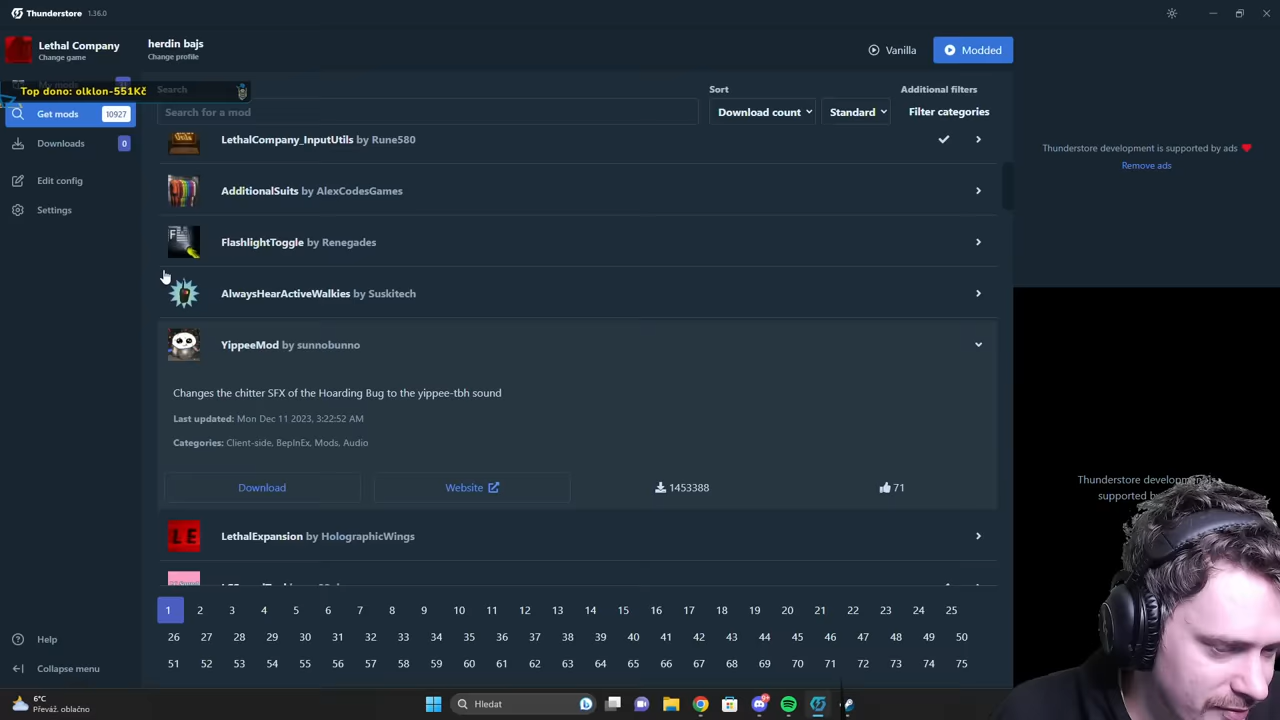 Thunderstore 1.36.0
Lethal Company
Change game
herdin bajs
Change profile
Vanilla
Modded
Top dono: olklon-551Kč
Get mods 10927
Downloads 0
Edit config
Settings
Search
Search for a mod
Sort
Download count
Standard
Additional filters
Filter categories
LethalCompany_InputUtils by Rune580
AdditionalSuits by AlexCodesGames
FlashlightToggle by Renegades
AlwaysHearActiveWalkies by Suskitech
YippeeMod by sunnobunno
Changes the chitter SFX of the Hoarding Bug to the yippee-tbh sound
Last updated: Mon Dec 11 2023, 3:22:52 AM
Categories: Client-side, BepInEx, Mods, Audio
Download
Website
1453388
71
LethalExpansion by HolographicWings
1 2 3 4 5 6 7 8 9 10 11 12 13 14 15 16 17 18 19 20 21 22 23 24 25
26 27 28 29 30 31 32 33 34 35 36 37 38 39 40 41 42 43 44 45 46 47 48 49 50
51 52 53 54 55 56 57 58 59 60 61 62 63 64 65 66 67 68 69 70 71 72 73 74 75
Thunderstore development is supported by ads
Remove ads
Thunderstore development is
supported
Help
Collapse menu
6°C
Převáž. oblačno
Hledat